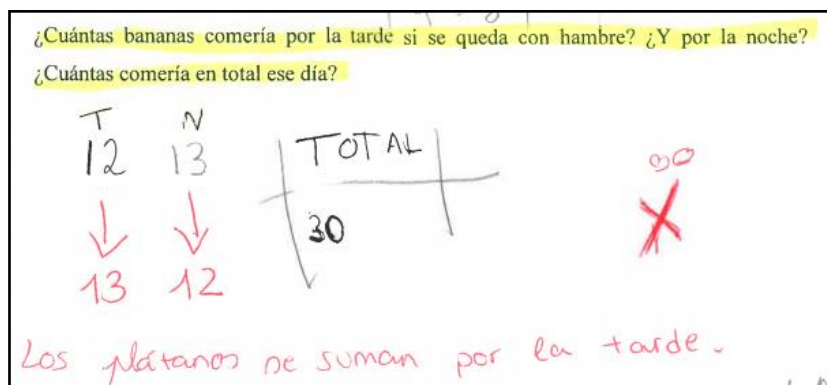 ¿Cuántas bananas comería por la tarde si se queda con hambre? ¿Y por la noche?
¿Cuántas comería en total ese día?
T N
12 13
TOTAL
30
13 12
Los plátanos se suman por la tarde.